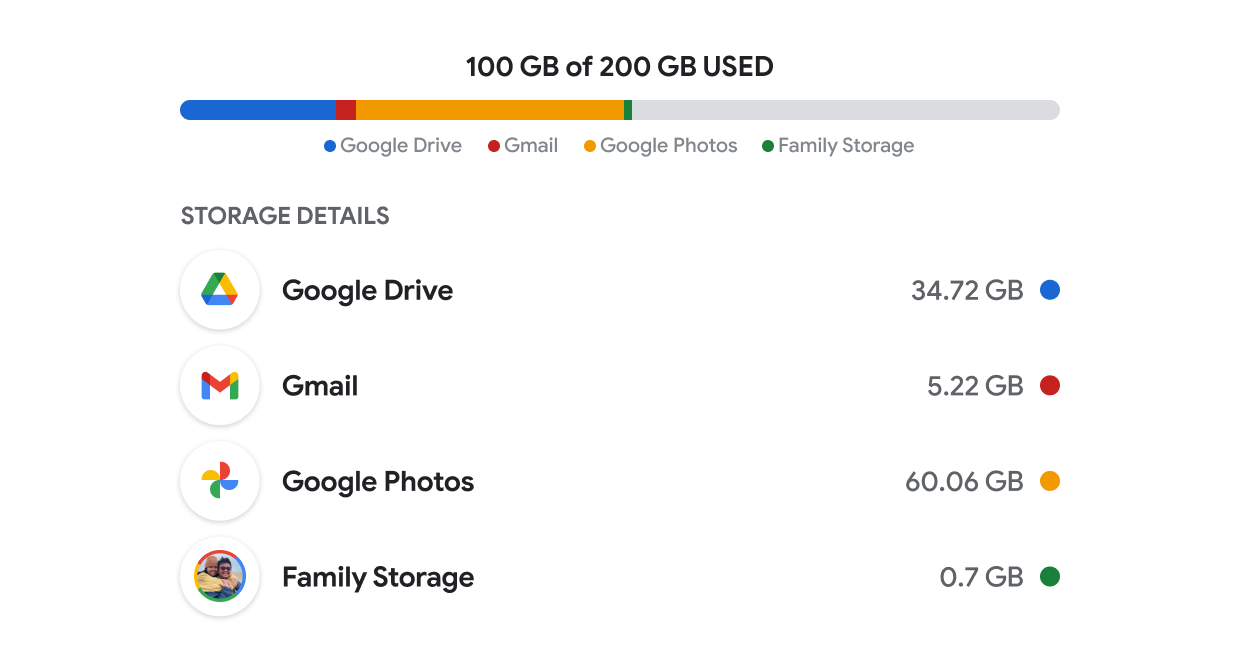 100 GB of 200 GB USED
Google Drive Gmail Google Photos Family Storage
STORAGE DETAILS
Google Drive 34.72 GB
Gmail 5.22 GB
Google Photos 60.06 GB
Family Storage 0.7 GB